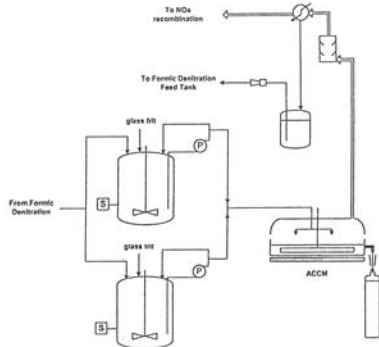 To NOx
recombination
To Formic Denitration
Feed Tank
glass frit
P
From Formic
Denitration
S
glass frit
P
ACCM
S